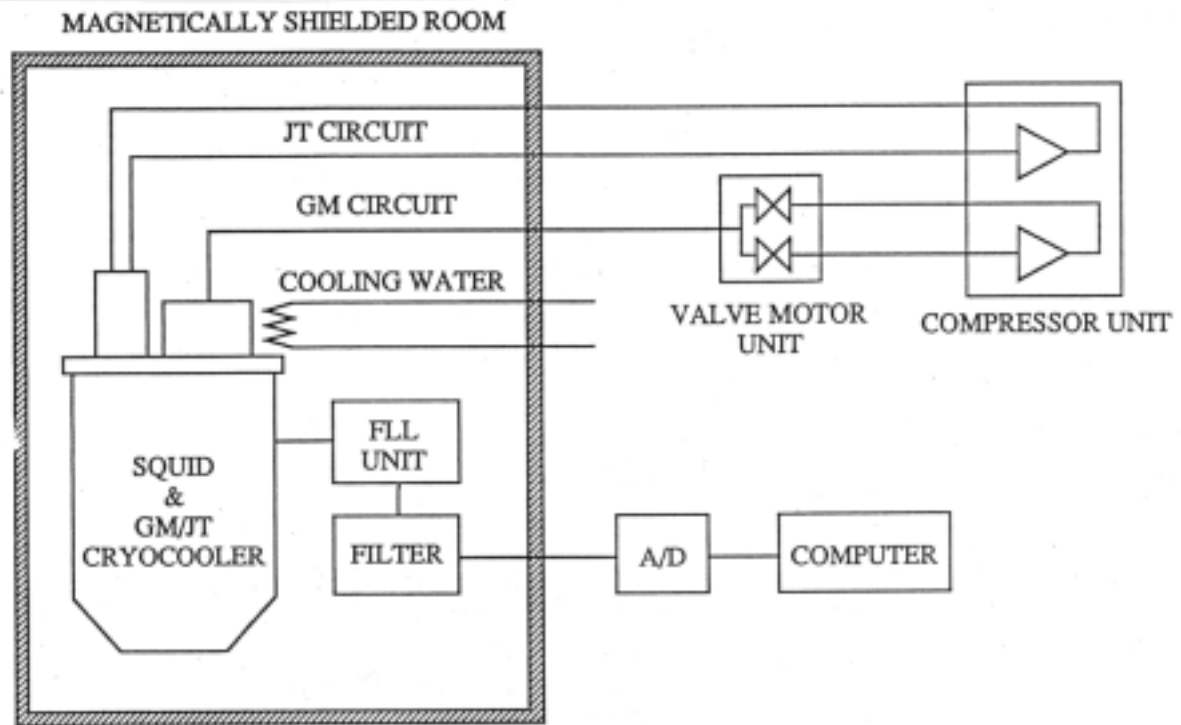 MAGNETICALLY SHIELDED ROOM
JT CIRCUIT
GM CIRCUIT
COOLING WATER
VALVE MOTOR
UNIT
COMPRESSOR UNIT
FLL
UNIT
SQUID
&
GM/JT
CRYOCOOLER
FILTER
A/D
COMPUTER